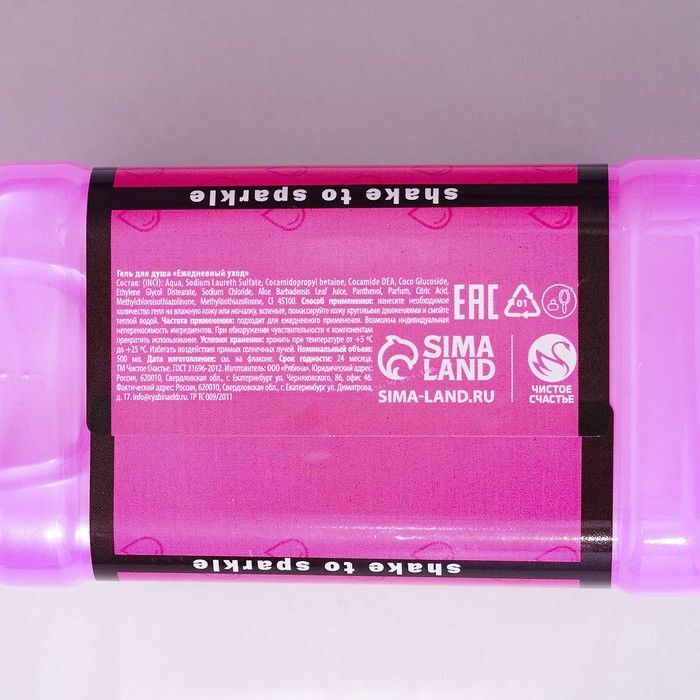 shake to sparkle
Гель для душа «Ежедневный уход»
Состав: (INCI): Aqua, Sodium Laureth Sulfate, Cocamidopropyl betaine, Cocamide DEA, Coco Glucoside,
Ethylene Glycol Distearate, Sodium Chloride, Aloe Barbadensis Leaf Juice, Panthenol, Parfum, Citric Acid,
Methylchloroisothiazolinone, Methylisothiazolinone, CI 45100. Способ применения: нанесите необходимое
количество геля на влажную кожу или мочалку, вспеньте, помассируйте кожу круговыми движениями и смойте
теплой водой. Частота применения: подходит для ежедневного применения. Возможна индивидуальная
непереносимость ингредиентов. При обнаружении чувствительности к компонентам
прекратить использование. Условия хранения: хранить при температуре от +5 °C
до +25 °C. Избегать воздействия прямых солнечных лучей. Номинальный объем:
500 мл. Дата изготовления: см. на флаконе. Срок годности: 24 месяца.
ТМ Чистое Счастье. ГОСТ 31696-2012. Изготовитель: ООО «Рябина». Юридический адрес:
Россия, 620010, Свердловская обл., г. Екатеринбург ул. Черняховского, 86, офис 46.
Фактический адрес: Россия, 620010, Свердловская обл., г. Екатеринбург ул. Димитрова,
д. 17. info@ryabinaekb.ru. ТР ТС 009/2011
EAC
01
SIMA
LAND
SIMA-LAND.RU
ЧИСТОЕ
СЧАСТЬЕ
shake to sparkle